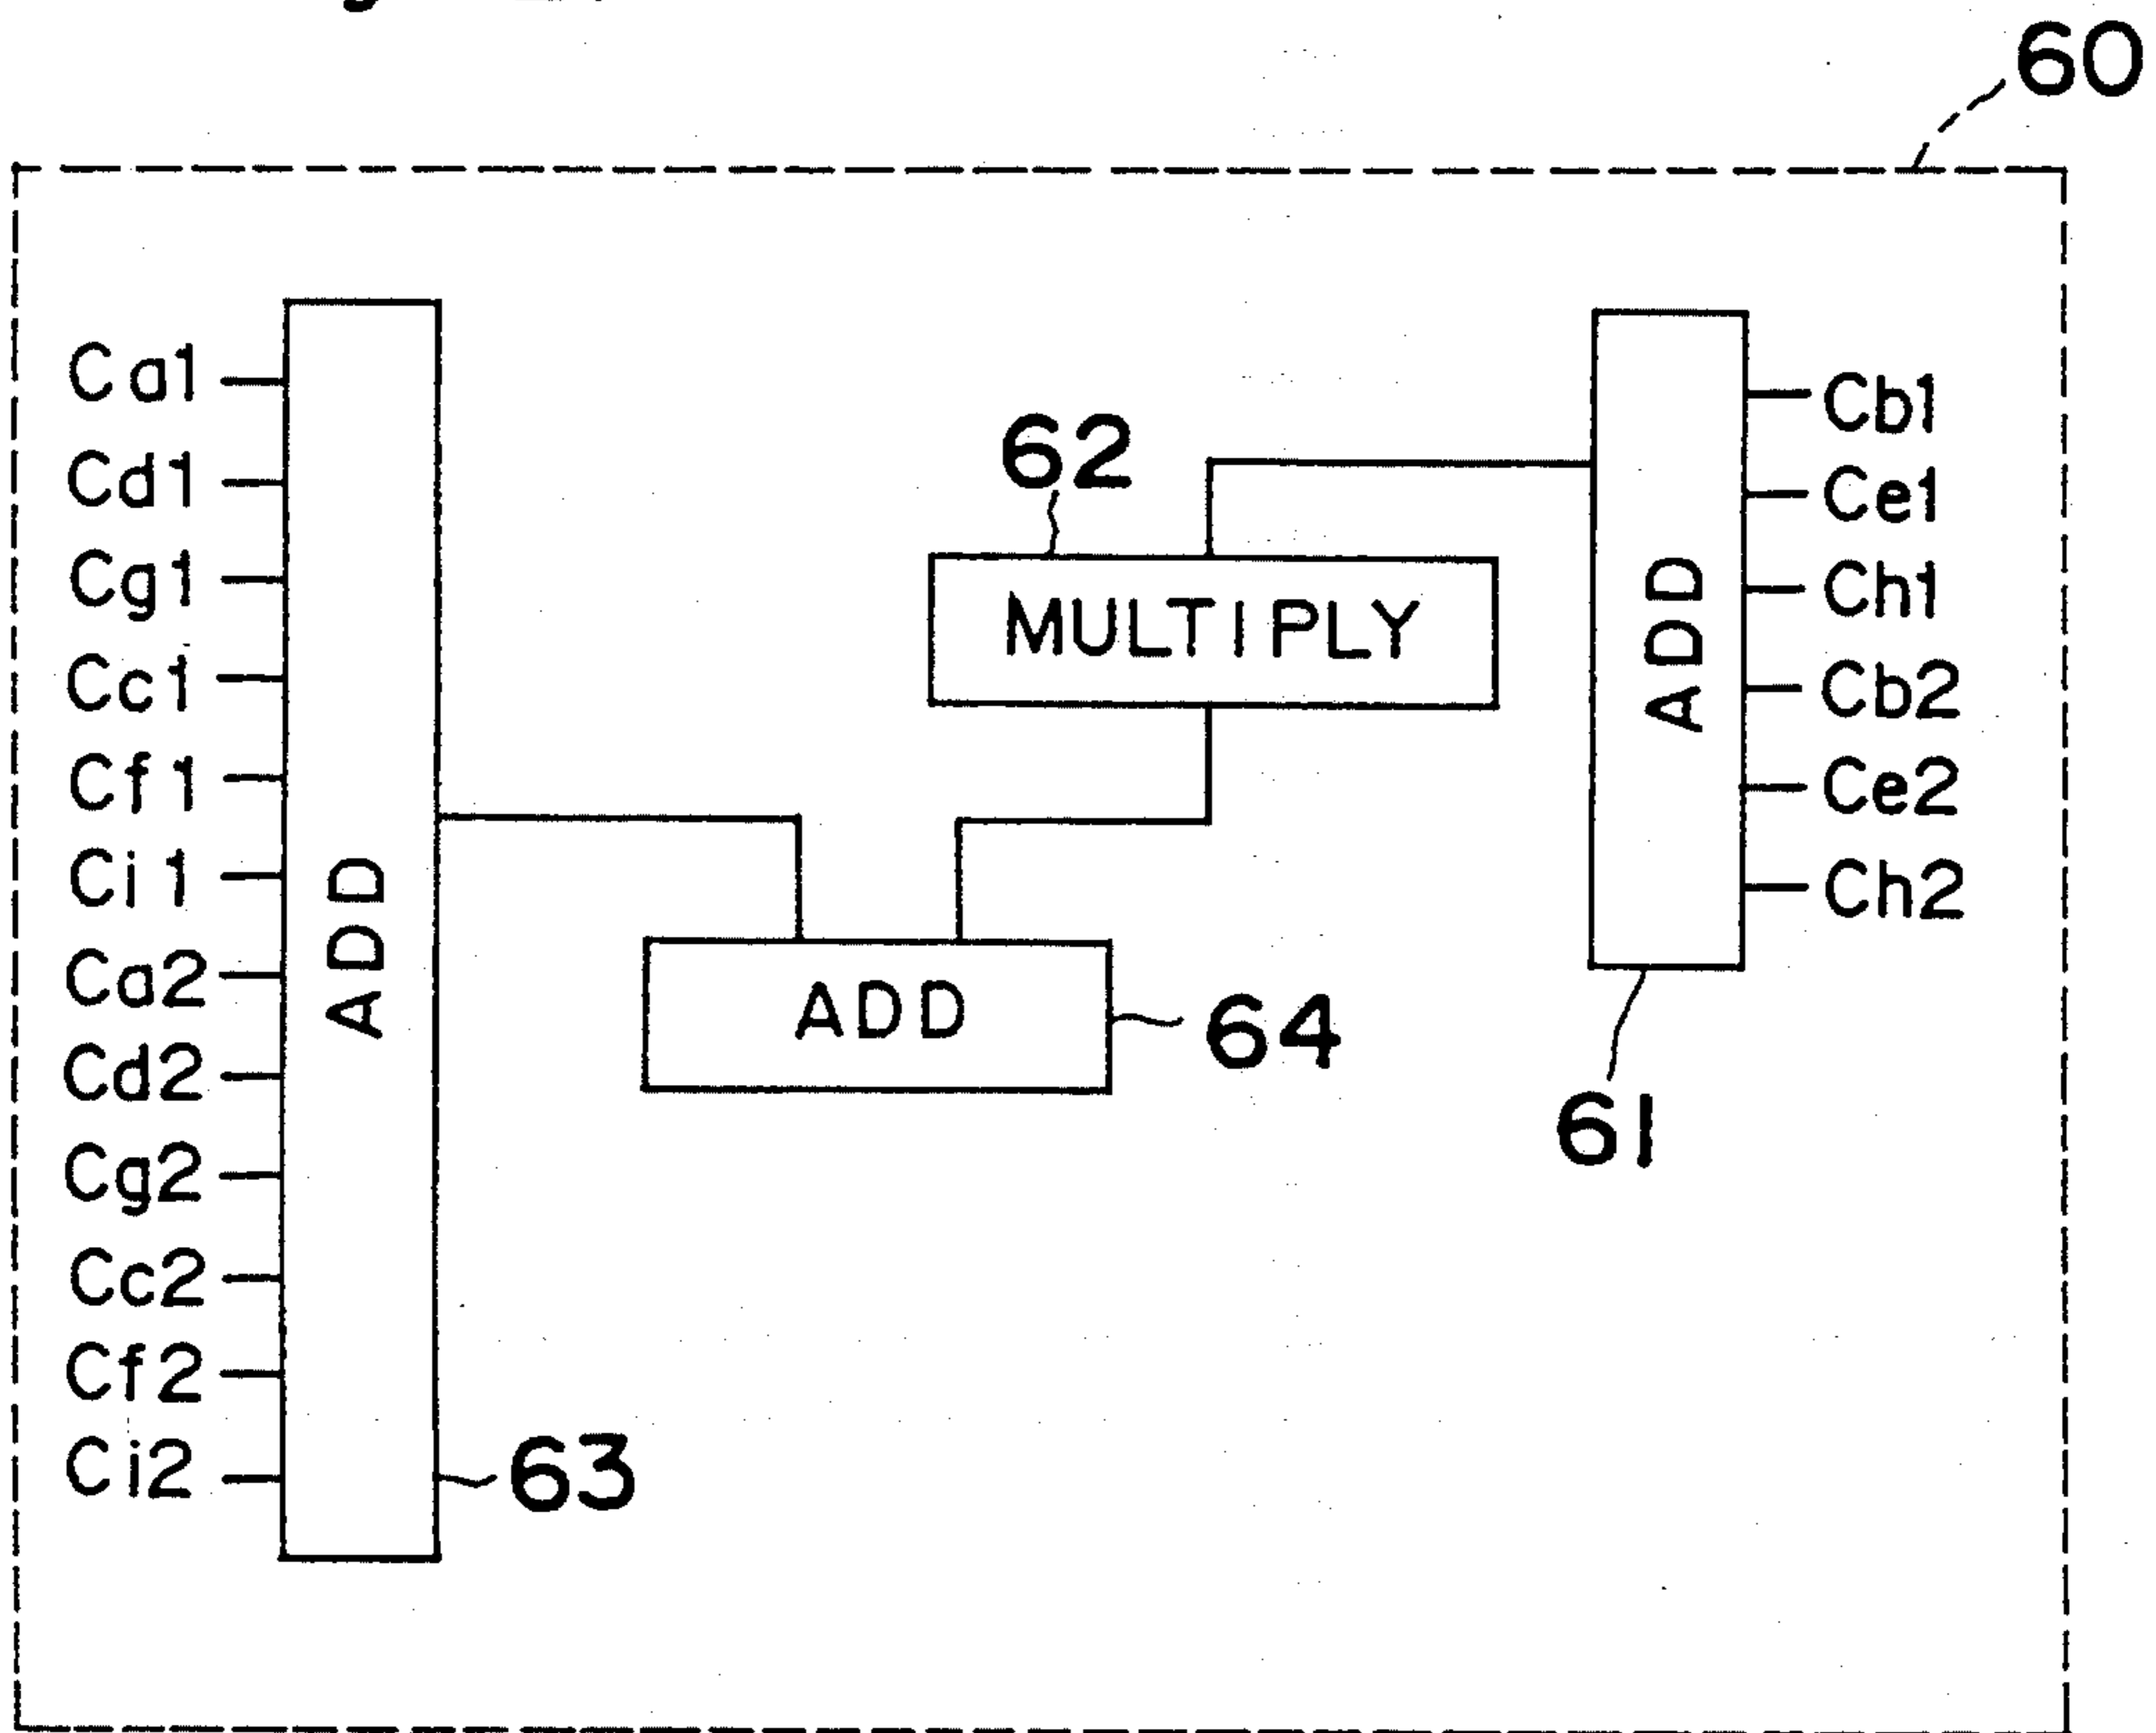 60
Ca1
Cd1
Cg1
Cc1
Cf1
Ci1
Ca2
Cd2
Cg2
Cc2
Cf2
Ci2
ADD
63
62
MULTIPLY
ADD
64
ADD
61
Cb1
Ce1
Ch1
Cb2
Ce2
Ch2